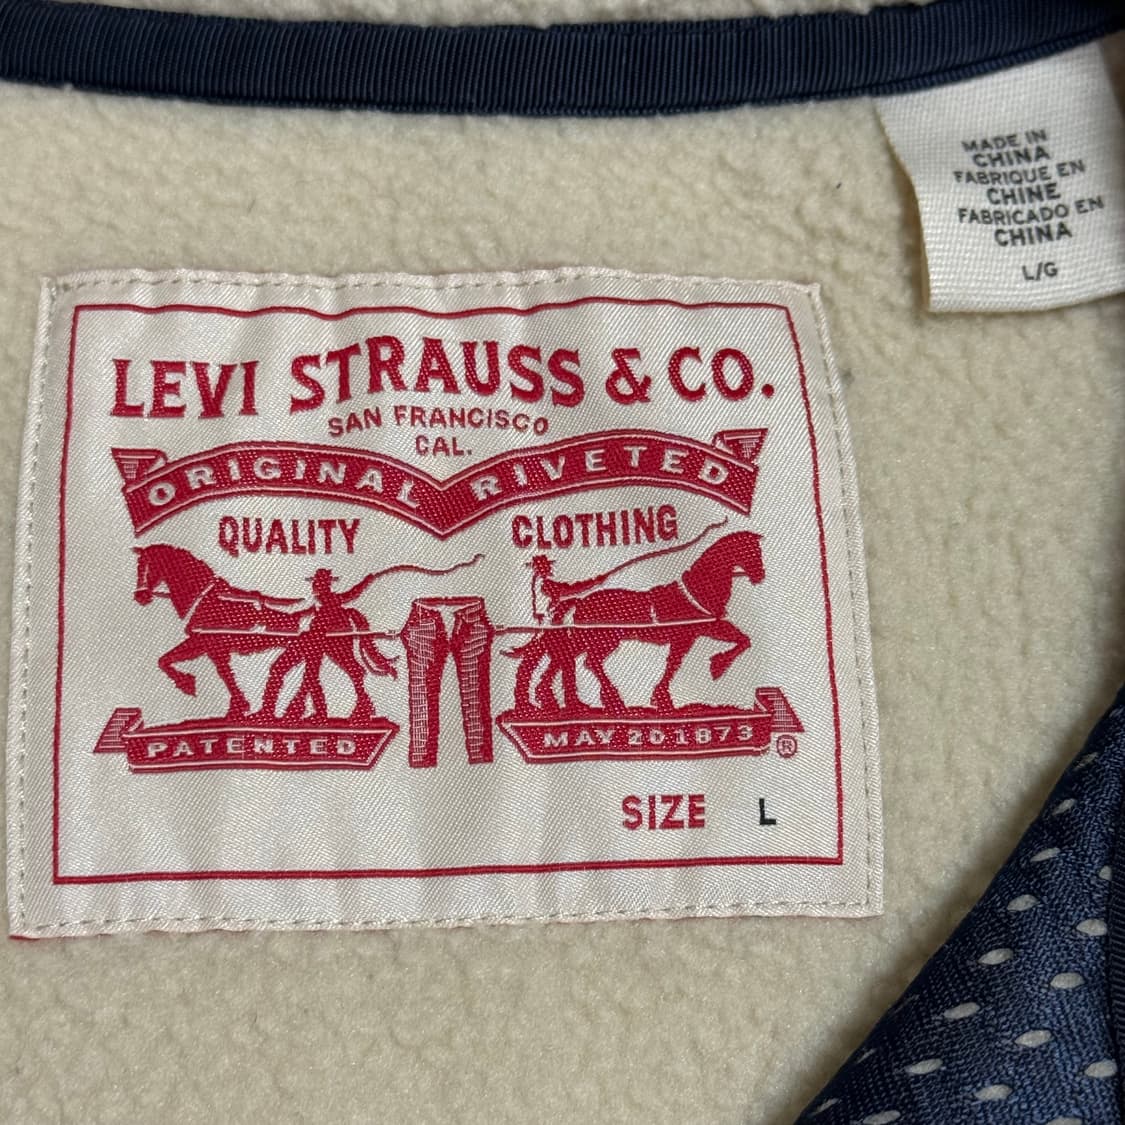 MADE IN
CHINA
FABRIQUE EN
CHINE
FABRICADO EN
CHINA
L/G
LEVI STRAUSS & CO.
SAN FRANCISCO
CAL.
ORIGINAL RIVETED
QUALITY CLOTHING
PATENTED MAY 20 1873 ®
SIZE L